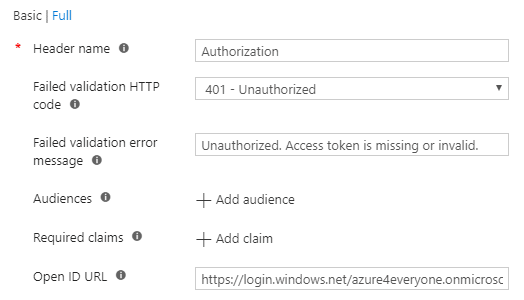 Basic | Full
* Header name
Authorization
Failed validation HTTP
code
401 - Unauthorized
Failed validation error
message
Unauthorized. Access token is missing or invalid.
Audiences
+ Add audience
Required claims
+ Add claim
Open ID URL
https://login.windows.net/azure4everyone.onmicrosc